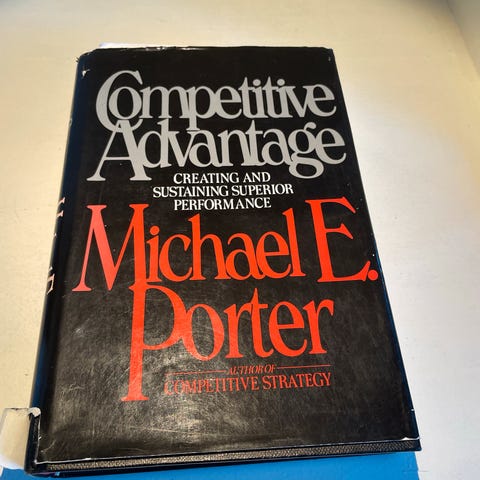 Competitive
Advantage
CREATING AND
SUSTAINING SUPERIOR
PERFORMANCE
Michael E.
Porter
AUTHOR OF
COMPETITIVE STRATEGY